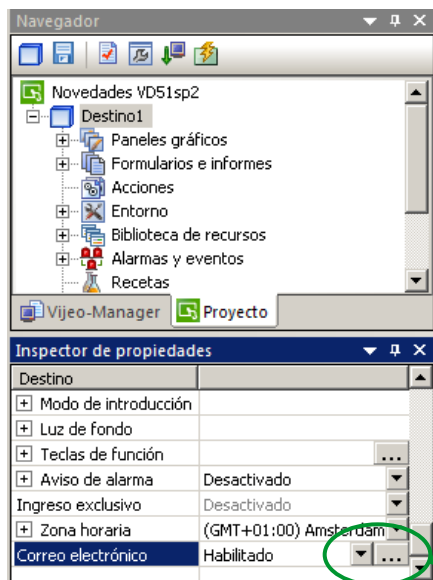 Navegador
Novedades VD51sp2
Destino1
Paneles gráficos
Formularios e informes
Acciones
Entorno
Biblioteca de recursos
Alarmas y eventos
Recetas
Vijeo-Manager Proyecto
Inspector de propiedades
Destino
Modo de introducción
Luz de fondo
Teclas de función ...
Aviso de alarma Desactivado
Ingreso exclusivo Desactivado
Zona horaria (GMT+01:00) Amsterdam
Correo electrónico Habilitado ...